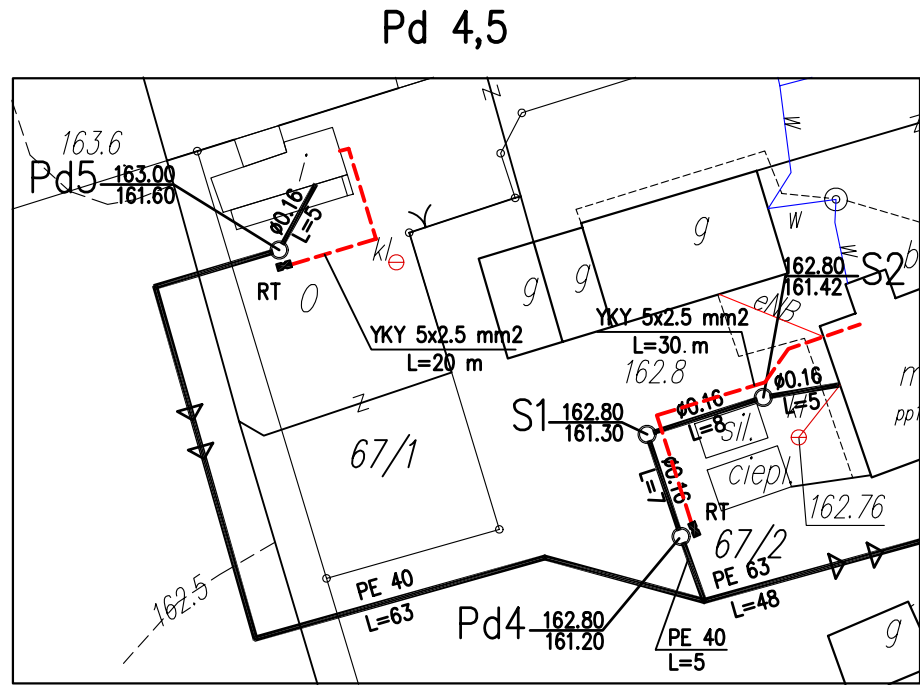 Pd 4,5
163.6
Pd5 163.00
161.60
i
ø0.16
L=5
kl
RT
O
YKY 5x2.5 mm2
L=20 m
z
z
g
g
g
w
w
w
b
162.80
161.42
S2
eNB
YKY 5x2.5 mm2
L=30. m
162.8
ø0.16
L=5
ø0.16
L=8
S1 162.80
161.30
sil.
kl
ciepl.
m
pp1
67/1
ø0.16
L=7
RT
162.76
67/2
162.5
PE 40
L=63
PE 63
L=48
Pd4 162.80
161.20
PE 40
L=5
g